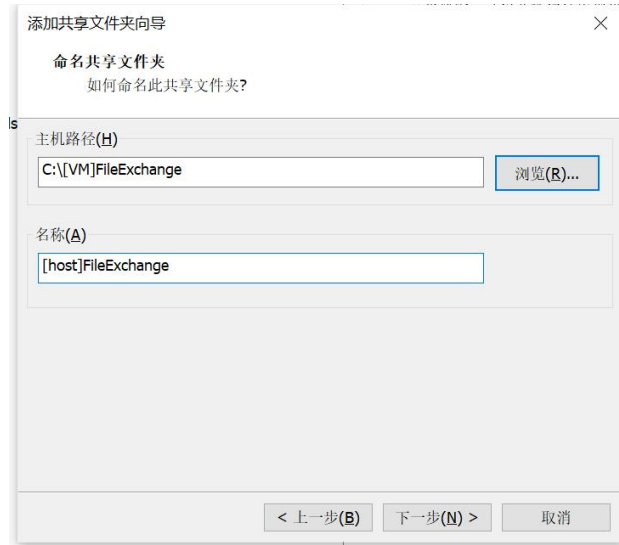 添加共享文件夹向导
命名共享文件夹
如何命名此共享文件夹?
ls
主机路径(H)
C:\[VM]FileExchange
浏览(R)...
名称(A)
[host]FileExchange
< 上一步(B)
下一步(N) >
取消